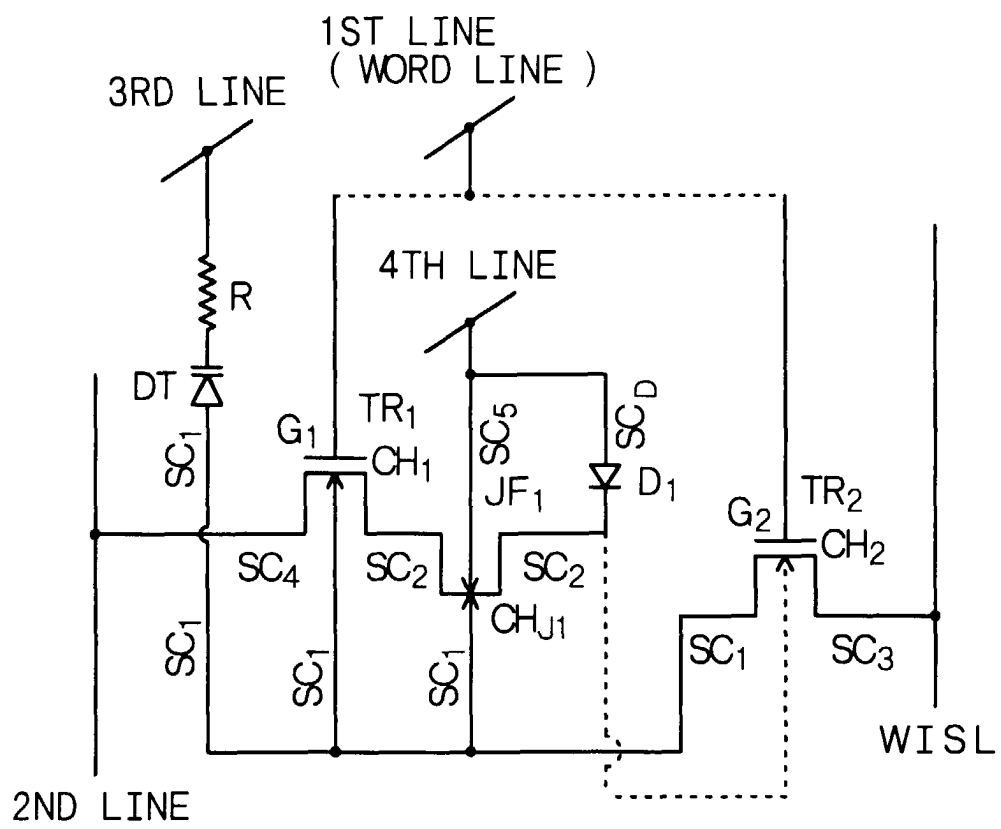 1ST LINE
( WORD LINE )
3RD LINE
4TH LINE
R
DT
SC1
G1
TR1
CH1
SC5
SCD
JF1
D1
G2
TR2
CH2
SC4
SC2
SC2
CHJ1
SC1
SC1
SC1
SC1
SC3
WISL
2ND LINE